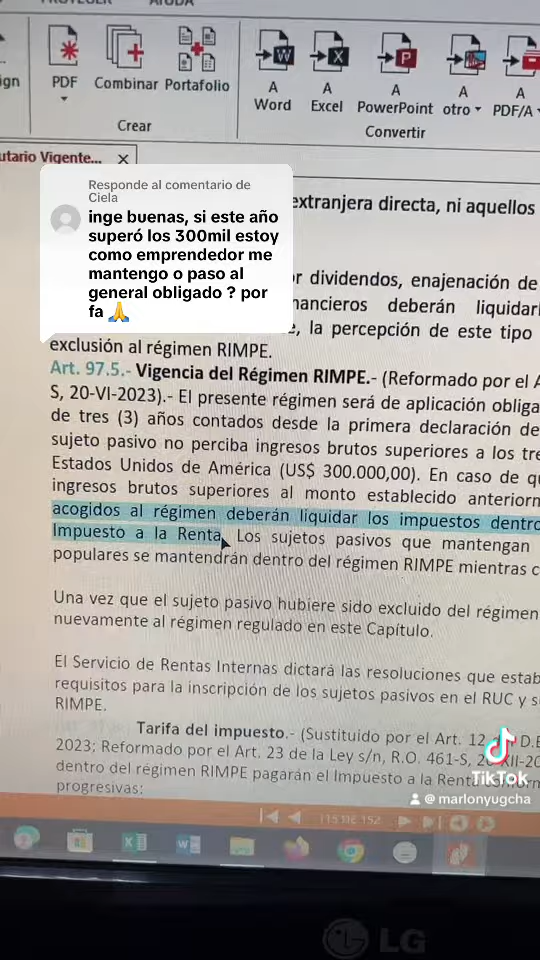 PROTEGER
AYUDA
ign
PDF
Combinar
Portafolio
Crear
A
Word
A
Excel
A
PowerPoint
A
otro
A
PDF/A
Convertir
utario Vigente...
Responde al comentario de
Ciela
inge buenas, si este año
superó los 300mil estoy
como emprendedor me
mantengo o paso al
general obligado ? por
fa 🙏
extranjera directa, ni aquellos
r dividendos, enajenación de
nancieros deberán liquidar
, la percepción de este tipo
exclusión al régimen RIMPE.
Art. 97.5.- Vigencia del Régimen RIMPE.- (Reformado por el A
S, 20-VI-2023).- El presente régimen será de aplicación obliga
de tres (3) años contados desde la primera declaración de
sujeto pasivo no perciba ingresos brutos superiores a los tre
Estados Unidos de América (US$ 300.000,00). En caso de qu
ingresos brutos superiores al monto establecido anteriorm
acogidos al régimen deberán liquidar los impuestos dentro
Impuesto a la Renta. Los sujetos pasivos que mantengan
populares se mantendrán dentro del régimen RIMPE mientras c
Una vez que el sujeto pasivo hubiere sido excluido del régimen
nuevamente al régimen regulado en este Capítulo.
El Servicio de Rentas Internas dictará las resoluciones que estab
requisitos para la inscripción de los sujetos pasivos en el RUC y s
RIMPE.
Tarifa del impuesto.- (Sustituido por el Art. 12 D.E
2023; Reformado por el Art. 23 de la Ley s/n, R.O. 461-S, 20-XII-20
dentro del régimen RIMPE pagarán el Impuesto a la Renta conform
progresivas:
TikTok
@marlonyugcha
115 DE 152
LG